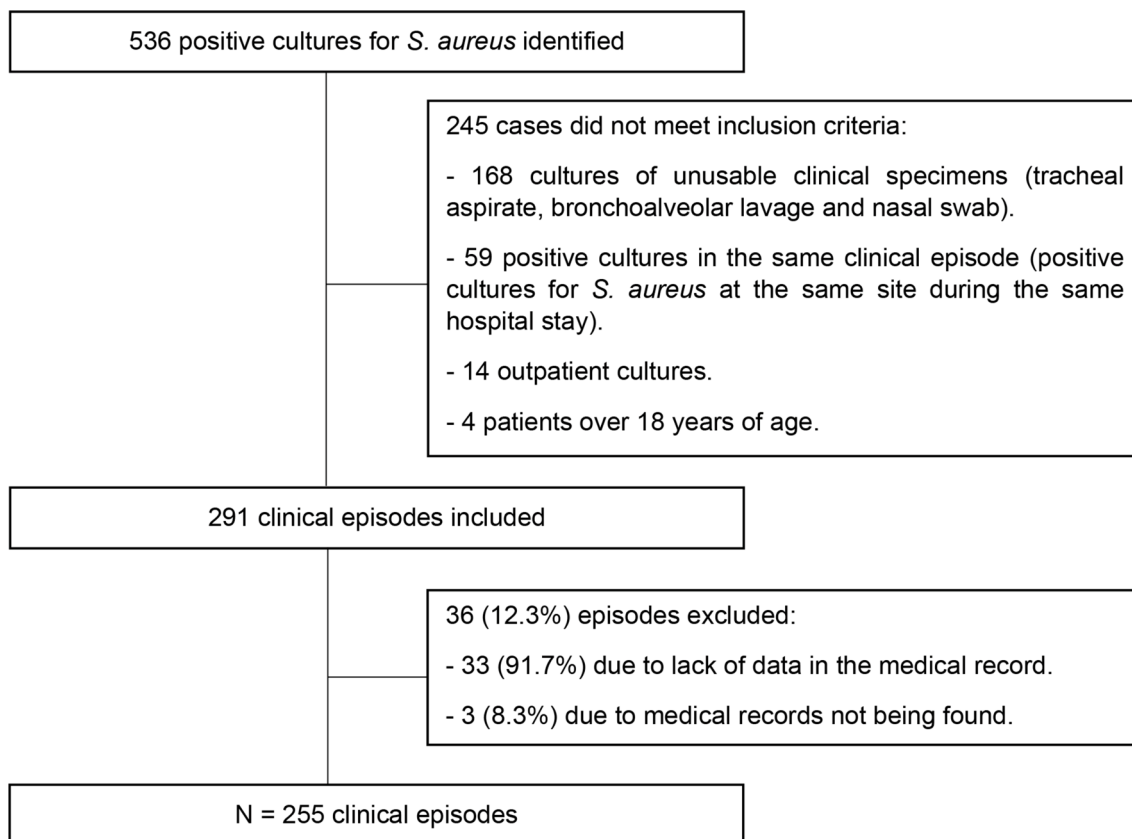 536 positive cultures for S. aureus identified
245 cases did not meet inclusion criteria:
- 168 cultures of unusable clinical specimens (tracheal
aspirate, bronchoalveolar lavage and nasal swab).
- 59 positive cultures in the same clinical episode (positive
cultures for S. aureus at the same site during the same
hospital stay).
- 14 outpatient cultures.
- 4 patients over 18 years of age.
291 clinical episodes included
36 (12.3%) episodes excluded:
- 33 (91.7%) due to lack of data in the medical record.
- 3 (8.3%) due to medical records not being found.
N = 255 clinical episodes